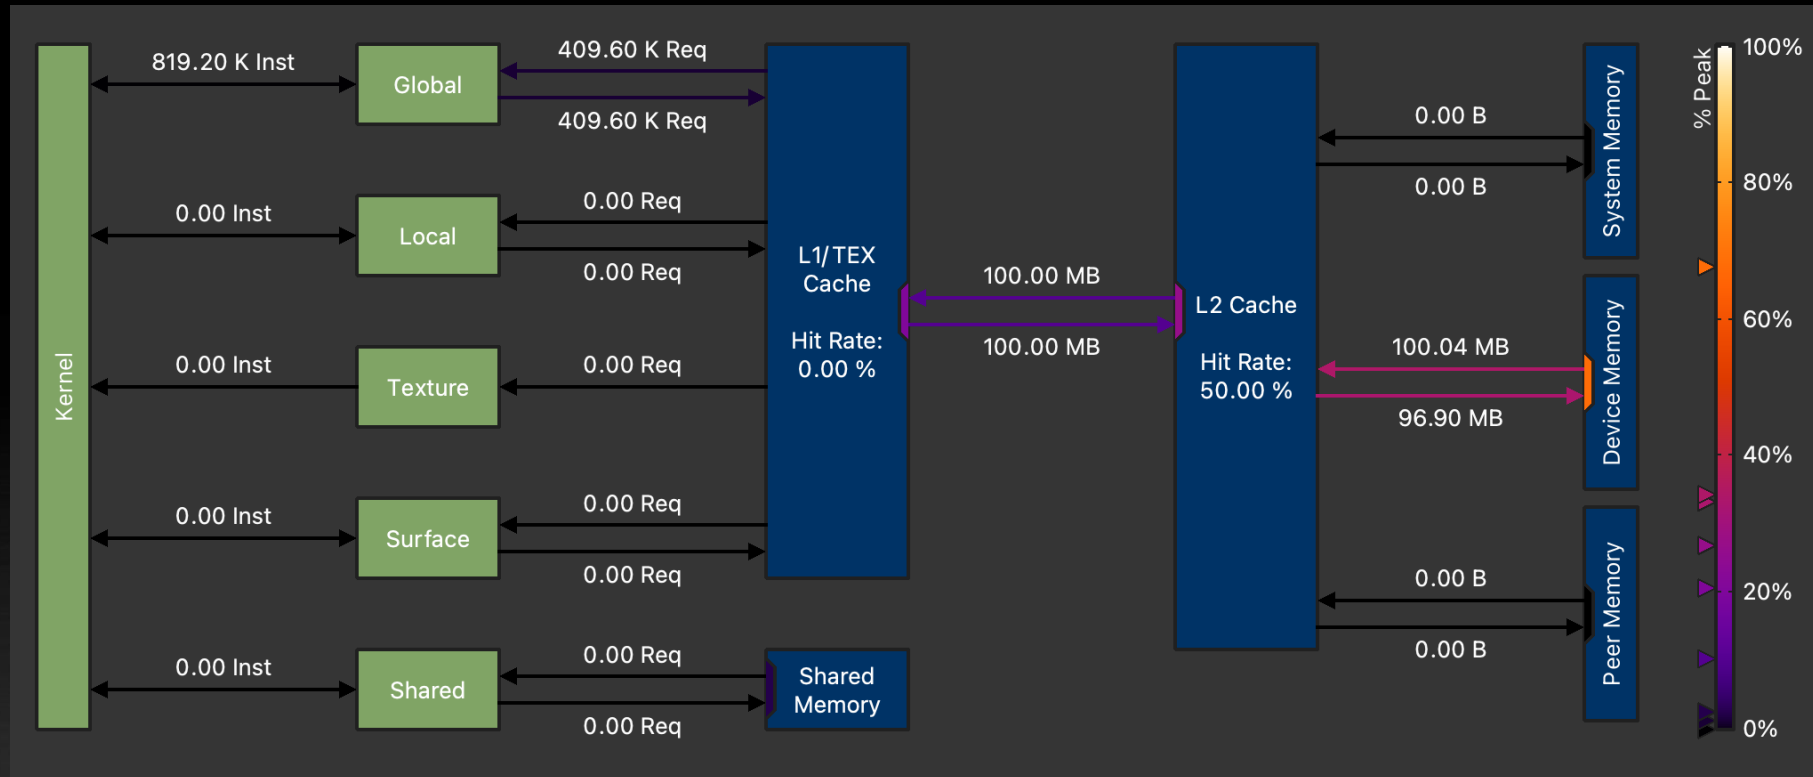 Kernel
819.20 K Inst
0.00 Inst
0.00 Inst
0.00 Inst
0.00 Inst
Global
Local
Texture
Surface
Shared
409.60 K Req
409.60 K Req
0.00 Req
0.00 Req
0.00 Req
0.00 Req
0.00 Req
0.00 Req
0.00 Req
L1/TEX
Cache
Hit Rate:
0.00 %
Shared
Memory
100.00 MB
100.00 MB
L2 Cache
Hit Rate:
50.00 %
0.00 B
0.00 B
100.04 MB
96.90 MB
0.00 B
0.00 B
System Memory
Device Memory
Peer Memory
% Peak
100%
80%
60%
40%
20%
0%